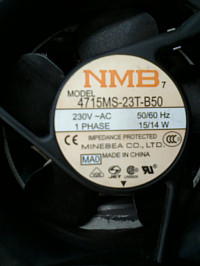 NMB 7
MODEL
4715MS-23T-B50
230V ~AC 50/60 Hz
1 PHASE 15/14 W
IMPEDANCE PROTECTED
MINEBEA CO., LTD.
MA0 MADE IN CHINA